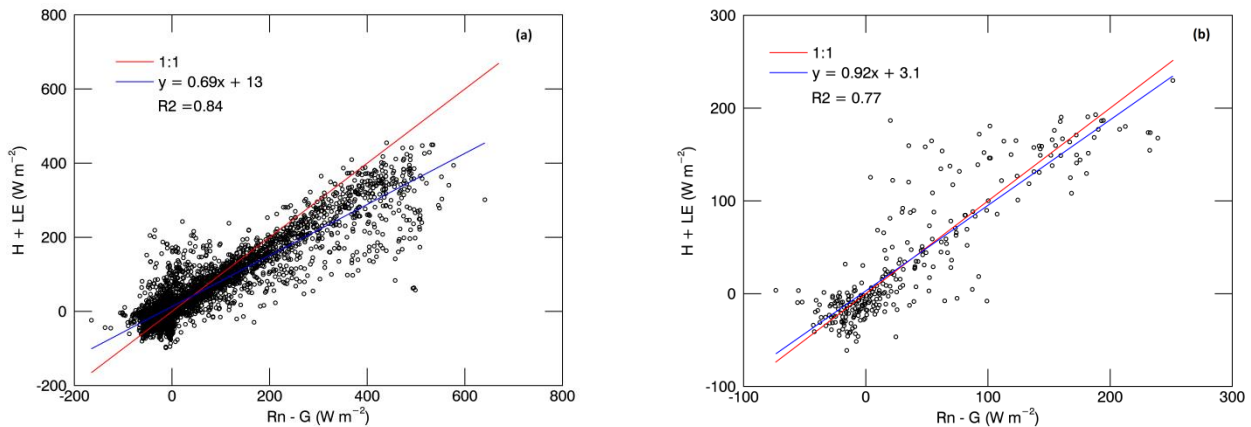 800
600
400
200
0
-200
-200
0
200
400
600
800
H + LE (W m⁻²)
Rn - G (W m⁻²)
(a)
1:1
y = 0.69x + 13
R2 =0.84
300
200
100
0
-100
-100
0
100
200
300
H + LE (W m⁻²)
Rn - G (W m⁻²)
(b)
1:1
y = 0.92x + 3.1
R2 = 0.77